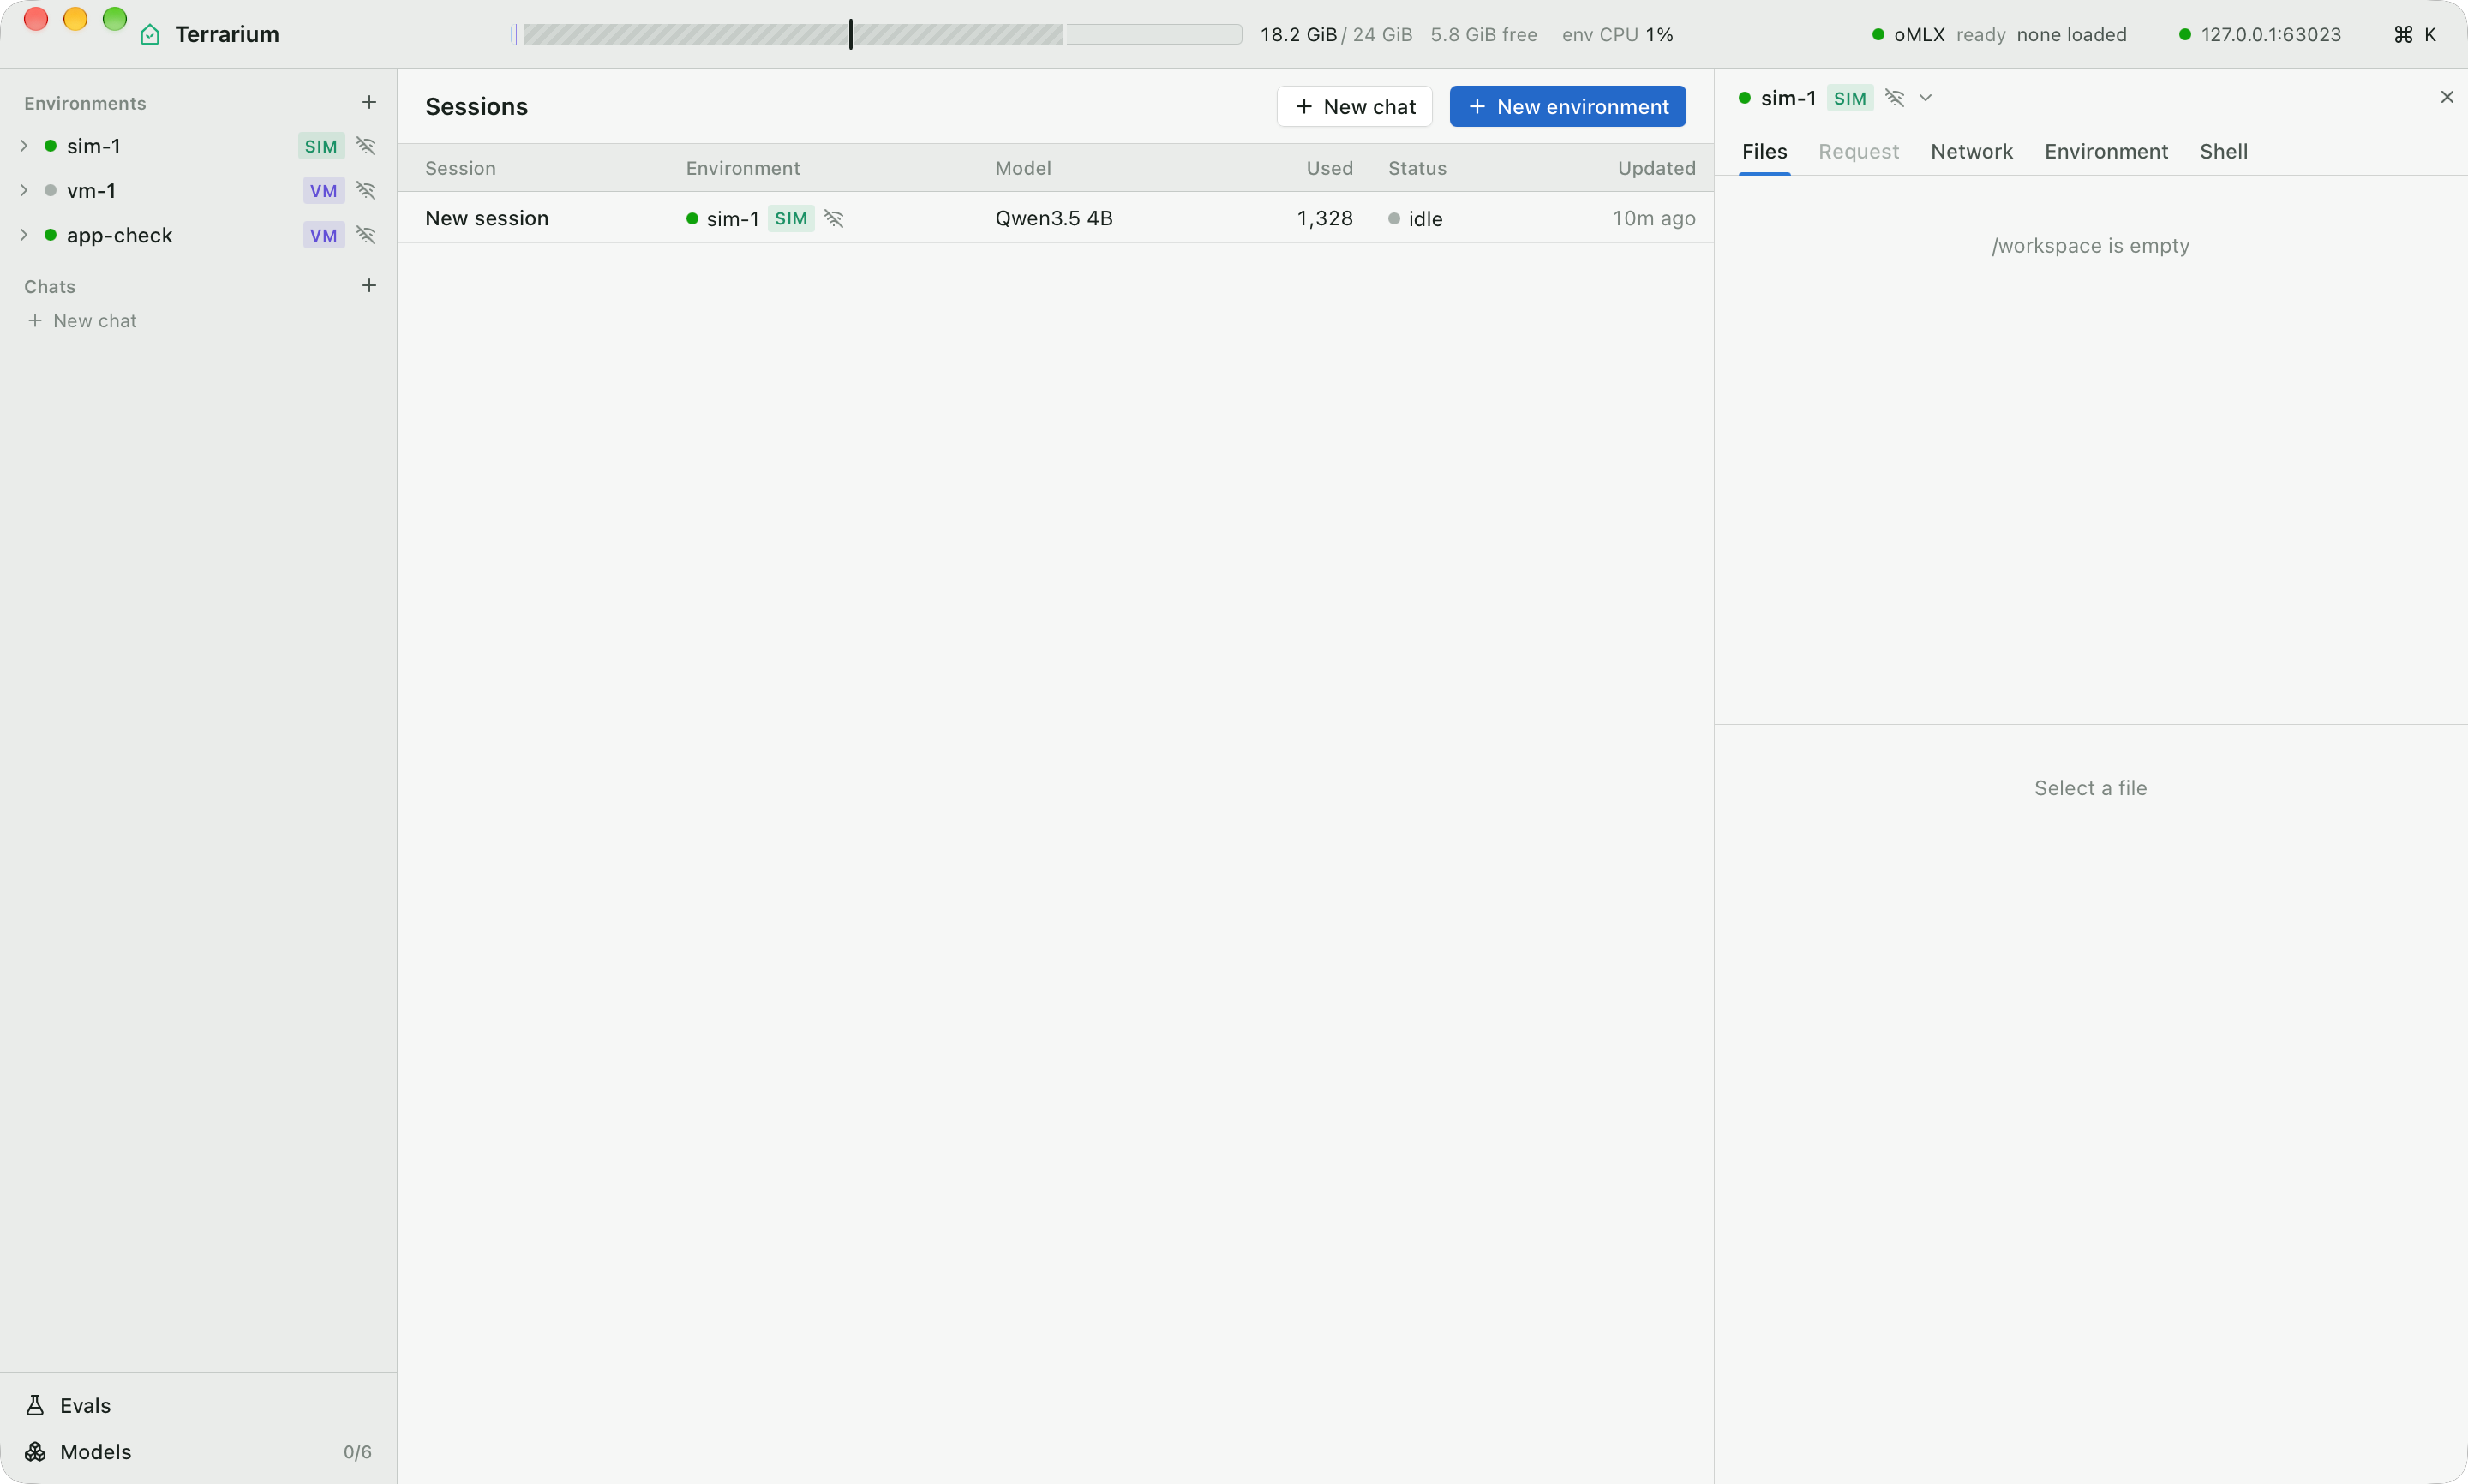 Terrarium
18.2 GiB / 24 GiB 5.8 GiB free env CPU 1%
oMLX ready none loaded 127.0.0.1:63023 ⌘ K
Environments +
sim-1 SIM
vm-1 VM
app-check VM
Chats +
+ New chat
Evals
Models 0/6
Sessions
+ New chat
+ New environment
Session Environment Model Used Status Updated
New session sim-1 SIM Qwen3.5 4B 1,328 idle 10m ago
sim-1 SIM
Files Request Network Environment Shell
/workspace is empty
Select a file